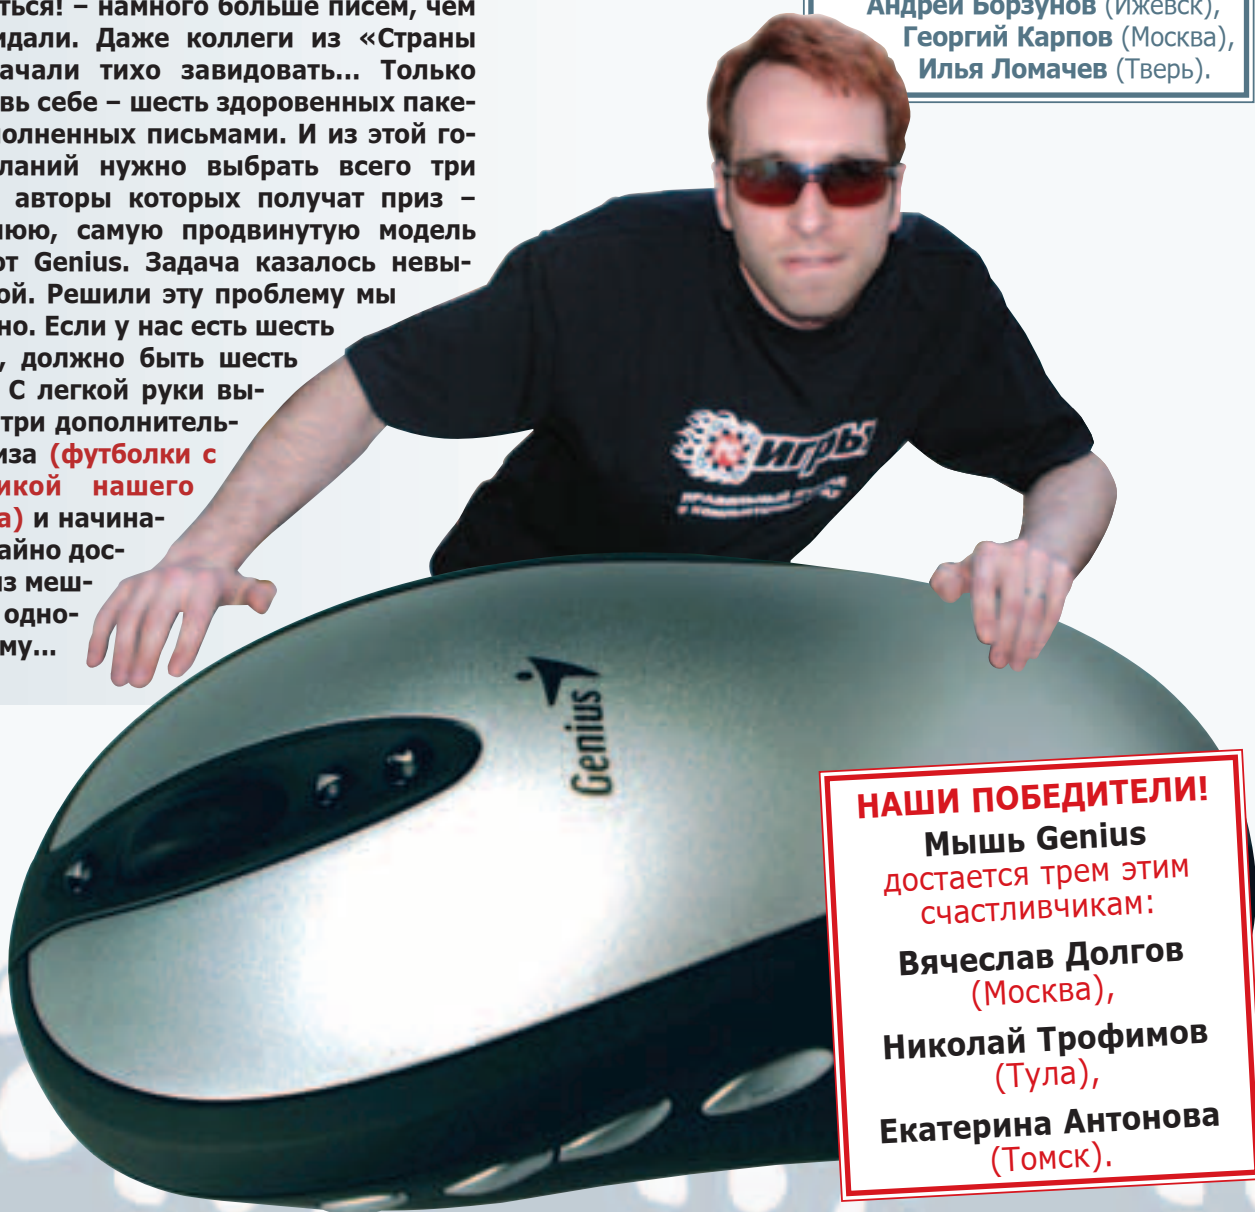 ться! – намного больше писем, чем
идали. Даже коллеги из «Страны
ачали тихо завидовать... Только
вь себе – шесть здоровенных паке-
олненных письмами. И из этой го-
ланий нужно выбрать всего три
авторы которых получат приз –
нюю, самую продвинутую модель
от Genius. Задача казалось невы-
ой. Решили эту проблему мы
но. Если у нас есть шесть
, должно быть шесть
С легкой руки вы-
три дополнитель-
иза (футболки с
икой нашего
а) и начина-
айно дос-
из меш-
одно-
му...
Андрей Борзунов (Ижевск),
Георгий Карпов (Москва),
Илья Ломачев (Тверь).
игры
Genius
НАШИ ПОБЕДИТЕЛИ!
Мышь Genius
достается трем этим
счастливчикам:
Вячеслав Долгов
(Москва),
Николай Трофимов
(Тула),
Екатерина Антонова
(Томск).